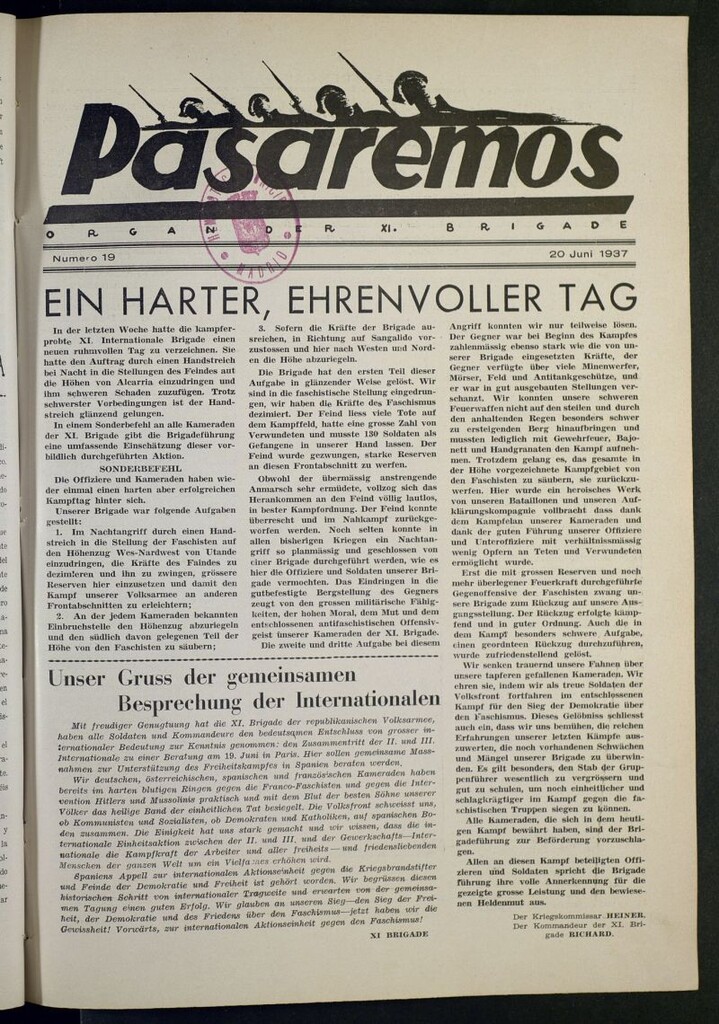 Pasaremos
ORGAN DER XI. BRIGADE
Numero 19
20 Juni 1937
EIN HARTER, EHRENVOLLER TAG
In der letzten Woche hatte die kampfer-
probte XI. Internationale Brigade einen
neuen ruhmvollen Tag zu verzeichnen. Sie
hatte den Auftrag durch einen Handstreich
bei Nacht in die Stellungen des Feindes aut
die Höhen von Alcarria einzudringen und
ihm schweren Schaden zuzufügen. Trotz
schwerster Vorbedingungen ist der Hand-
streich glänzend gelungen.
In einem Sonderbefehl an alle Kameraden
der XI. Brigade gibt die Brigadeführung
eine umfassende Einschätzung dieser vor-
bildlich durchgeführten Aktion.
SONDERBEFEHL
Die Offiziere und Kameraden haben wie-
der einmal einen harten aber erfolgreichen
Kampftag hinter sich.
Unserer Brigade war folgende Aufgaben
gestellt:
1. Im Nachtangriff durch einen Hand-
streich in die Stellung der Faschisten auf
den Höhenzug Wes-Nardwest von Utande
einzudringen, die Kräfte des Faindes zu
dezimleren und ihn zu zwingen, grössere
Reserven hier einzusetzen und damit den
Kampf unserer Volksarmee an anderen
Frontabschnitten zu erleichtern;
2. An der jedem Kameraden bekannten
Einbruchstelle den Höhenzug abzuriegeln
und den südlich davon gelegenen Teil der
Höhe von den Faschisten zu säubern;
3. Sofern die Kräfte der Brigade au-
sreichen, in Richtung auf Sangalido vor-
zustossen und hier nach Westen und Nord-
en die Höhe abzuriegeln.
Die Brigade hat den ersten Teil dieser
Aufgabe in glänzender Weise gelöst. Wir
sind in die faschistische Stellung eingedrun-
gen, wir haben die Kräfte des Faschismus
dezimiert. Der Feind liess viele Tote auf
dem Kampffeld, hatte eine grosse Zahl von
Verwundeten und musste 130 Soldaten als
Gefangene in unserer Hand lassen. Der
Feind wurde gezwungen, starke Reserven
an diesen Frontabschnitt zu werfen.
Obwohl der übermässig anstrengende
Anmarsch sehr ermüdete, vollzog sich das
Herankommen an den Feind völlig lautlos,
in bester Kampfordnung. Der Feind konnte
überrascht und im Nahkampf zurückge-
worfen werden. Noch selten konnte in
allen bisherigen Kriegen ein Nachtan-
griff so planmässig und geschlossen von
einer Brigade durchgeführt werden, wie es
hier die Offiziere und Soldaten unserer Bri-
gade vermochten. Das Eindringen in die
gutbefestigte Bergstellung des Gegners
zeugt von den grossen militärische Fähig-
keiten, der hohen Moral, dem Mut und dem
entschlossenen antifaschistischen Offensiv-
geist unserer Kameraden der XI. Brigade.
Die zweite und dritte Aufgabe bei diesem
Angriff konnten wir nur teilweise lösen.
Der Gegner war bei Beginn des Kampfes
zahlenmässig ebenso stark wie die von un-
serer Brigade eingesetzten Kräfte, der
Gegner verfügte über viele Minenwerfer,
Mörser, Feld und Antitankgeschütze, und
er war in gut ausgebauten Stellungen ver-
schanzt. Wir konnten unsere schweren
Feuerwaffen nicht auf den steilen und durch
den anhaltenden Regen besonders schwer
zu ersteigenden Berg hinaufbringen und
mussten lediglich mit Gewehrfeuer, Bajo-
nett und Handgranaten den Kampf aufneh-
men. Trotzdem gelang es, das gesamte in
der Höhe vorgezeichnete Kampfgebiet von
den Faschisten zu säubern, sie zurückzu-
werfen. Hier wurde ein heroisches Werk
von unseren Bataillonen und unseren Auf-
klärungskompagnie vollbracht dass dank
dem Kampfelan unserer Kameraden und
dank der guten Führung unserer Offiziere
und Unteroffiziere mit verhältnissmässig
wenig Opfern an Teten und Verwundeten
ermöglicht wurde.
Erst die mit grossen Reserven und noch
mehr überlegener Feuerkraft durchgeführte
Gegenoffensive der Faschisten zwang un-
sere Brigade zum Rückzug auf unsere Aus-
gangsstellung. Der Rückzug erfolgte kämp-
fend und in guter Ordnung. Auch die in
dem Kampf besonders schwere Aufgabe,
einen geordnteen Rückzug durchzuführen,
wurde zufriedenstellend gelöst.
Wir senken trauernd unsere Fahnen über
unsere tapferen gefallenen Kameraden. Wir
ehren sie, indem wir als treue Soldaten der
Volksfront fortfahren im entschlossenen
Kampf für den Sieg der Demokratie über
den Faschismus. Dieses Gelöbniss chliesst
auch ein, dass wir uns bemühen, die reichen
Erfahrungen unserer letzten Kämpfe aus-
zuwerten, die noch vorhandenen Schwächen
und Mängel unserer Brigade zu überwin-
den. Es gilt besonders, den Stab der Gru-
ppenführer wesentlich zu vergrössern und
gut zu schulen, um noch einheitlicher und
schlagkräftiger im Kampf gegen die fa-
schistischen Truppen siegen zu können.
Alle Kameraden, die sich in dem heuti-
gen Kampf bewährt haben, sind der Bri-
gadeführung zur Beförderung vorzuschla-
gen.
Allen an diesen Kampf beteiligten Offi-
zieren und Soldaten spricht die Brigade
Führung ihre volle Annerkennung für die
gezeigte grosse Leistung und den bewiese-
nen Heldenmut aus.
Der Kriegskommissar HEINER.
Der Kommandeur der XI. Bri-
gade RICHARD.
Unser Gruss der gemeinsamen
Besprechung der Internationalen
Mit freudiger Genugtuung hat die XI. Brigade der republikanischen Volksarmee,
haben alle Soldaten und Kommandeure den bedeutsamen Entschluss von grosser in-
ternationaler Bedeutung zur Kenntnis genommen: den Zusammentritt der II. und III.
Internationale zu einer Beratung am 19. Juni in Paris. Hier sollen gemeinsame Mass-
nahmen zur Unterstützung des Freiheitskampfes in Spanien beraten werden.
Wir deutschen, österreichischen, spanischen und französischen Kameraden haben
bereits im harten blutigen Ringen gegen die Franco-Faschisten und gegen die Inter-
vention Hitlers und Mussolinis praktisch und mit dem Blut der besten Söhne unserer
Völker das heilige Band der einheitlichen Tat besiegelt. Die Volksfront schweisst uns,
ob Kommunisten und Sozialisten, ob Demokraten und Katholiken, auf spanischen Bo-
den zusammen. Die Einigkeit hat uns stark gemacht und wir wissen, dass die in-
ternationale Einheitsaktion zwischen der II. und III. und der Gewerkschafts—Inter-
nationale die Kampfkraft der Arbeiter und aller freiheits—und friedensliebenden
Menschen der ganzen Welt um ein Vielfaches erhöhen wird.
Spaniens Appell zur internationalen Aktionseinheit gegen die Kriegsbrandstifter
und Feinde der Demokratie und Freiheit ist gehört worden. Wir begrüssen diesen
historischen Schritt von internationaler Tragweite und erwarten von der gemeinsa-
men Tagung einen guten Erfolg. Wir glauben an unseren Sieg—den Sieg der Frei-
heit, der Demokratie und des Friedens über den Faschismus—jetzt haben wir die
Gewissheit! Vorwärts, zur internationalen Aktionseinheit gegen den Faschismus!
XI BRIGADE
MADRID